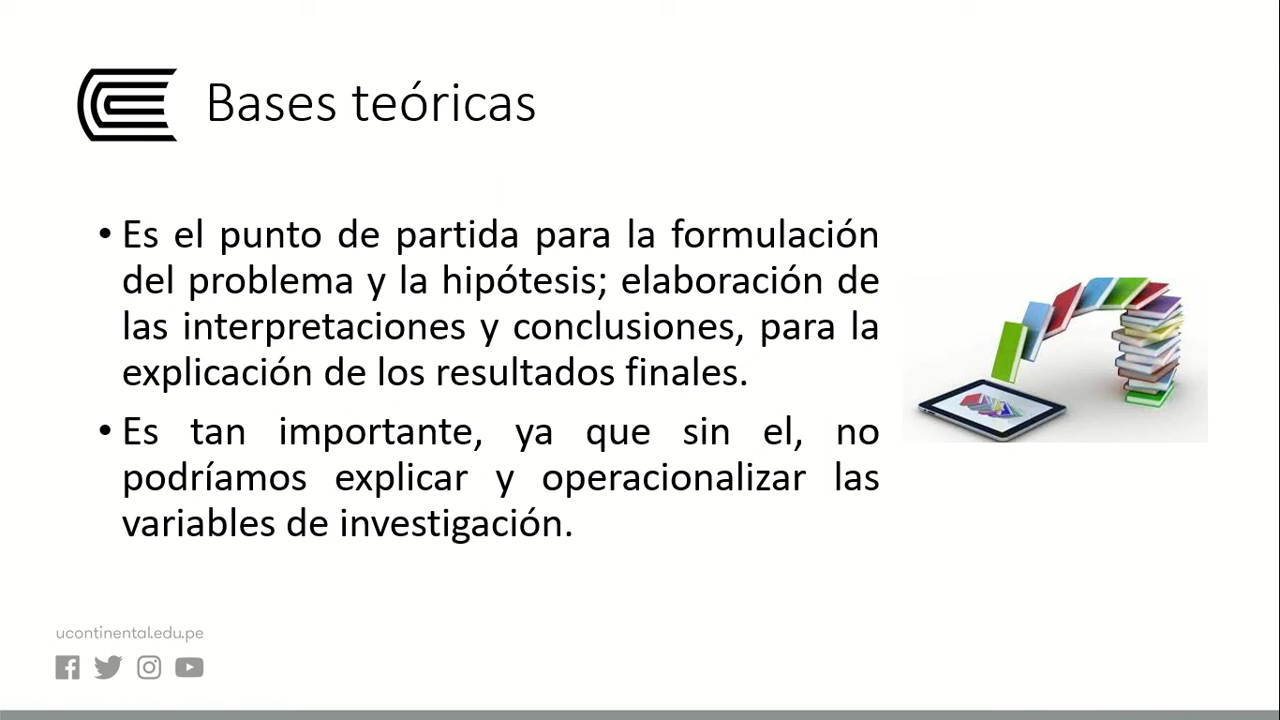 Bases teóricas
• Es el punto de partida para la formulación
del problema y la hipótesis; elaboración de
las interpretaciones y conclusiones, para la
explicación de los resultados finales.
• Es tan importante, ya que sin el, no
podríamos explicar y operacionalizar las
variables de investigación.
ucontinental.edu.pe